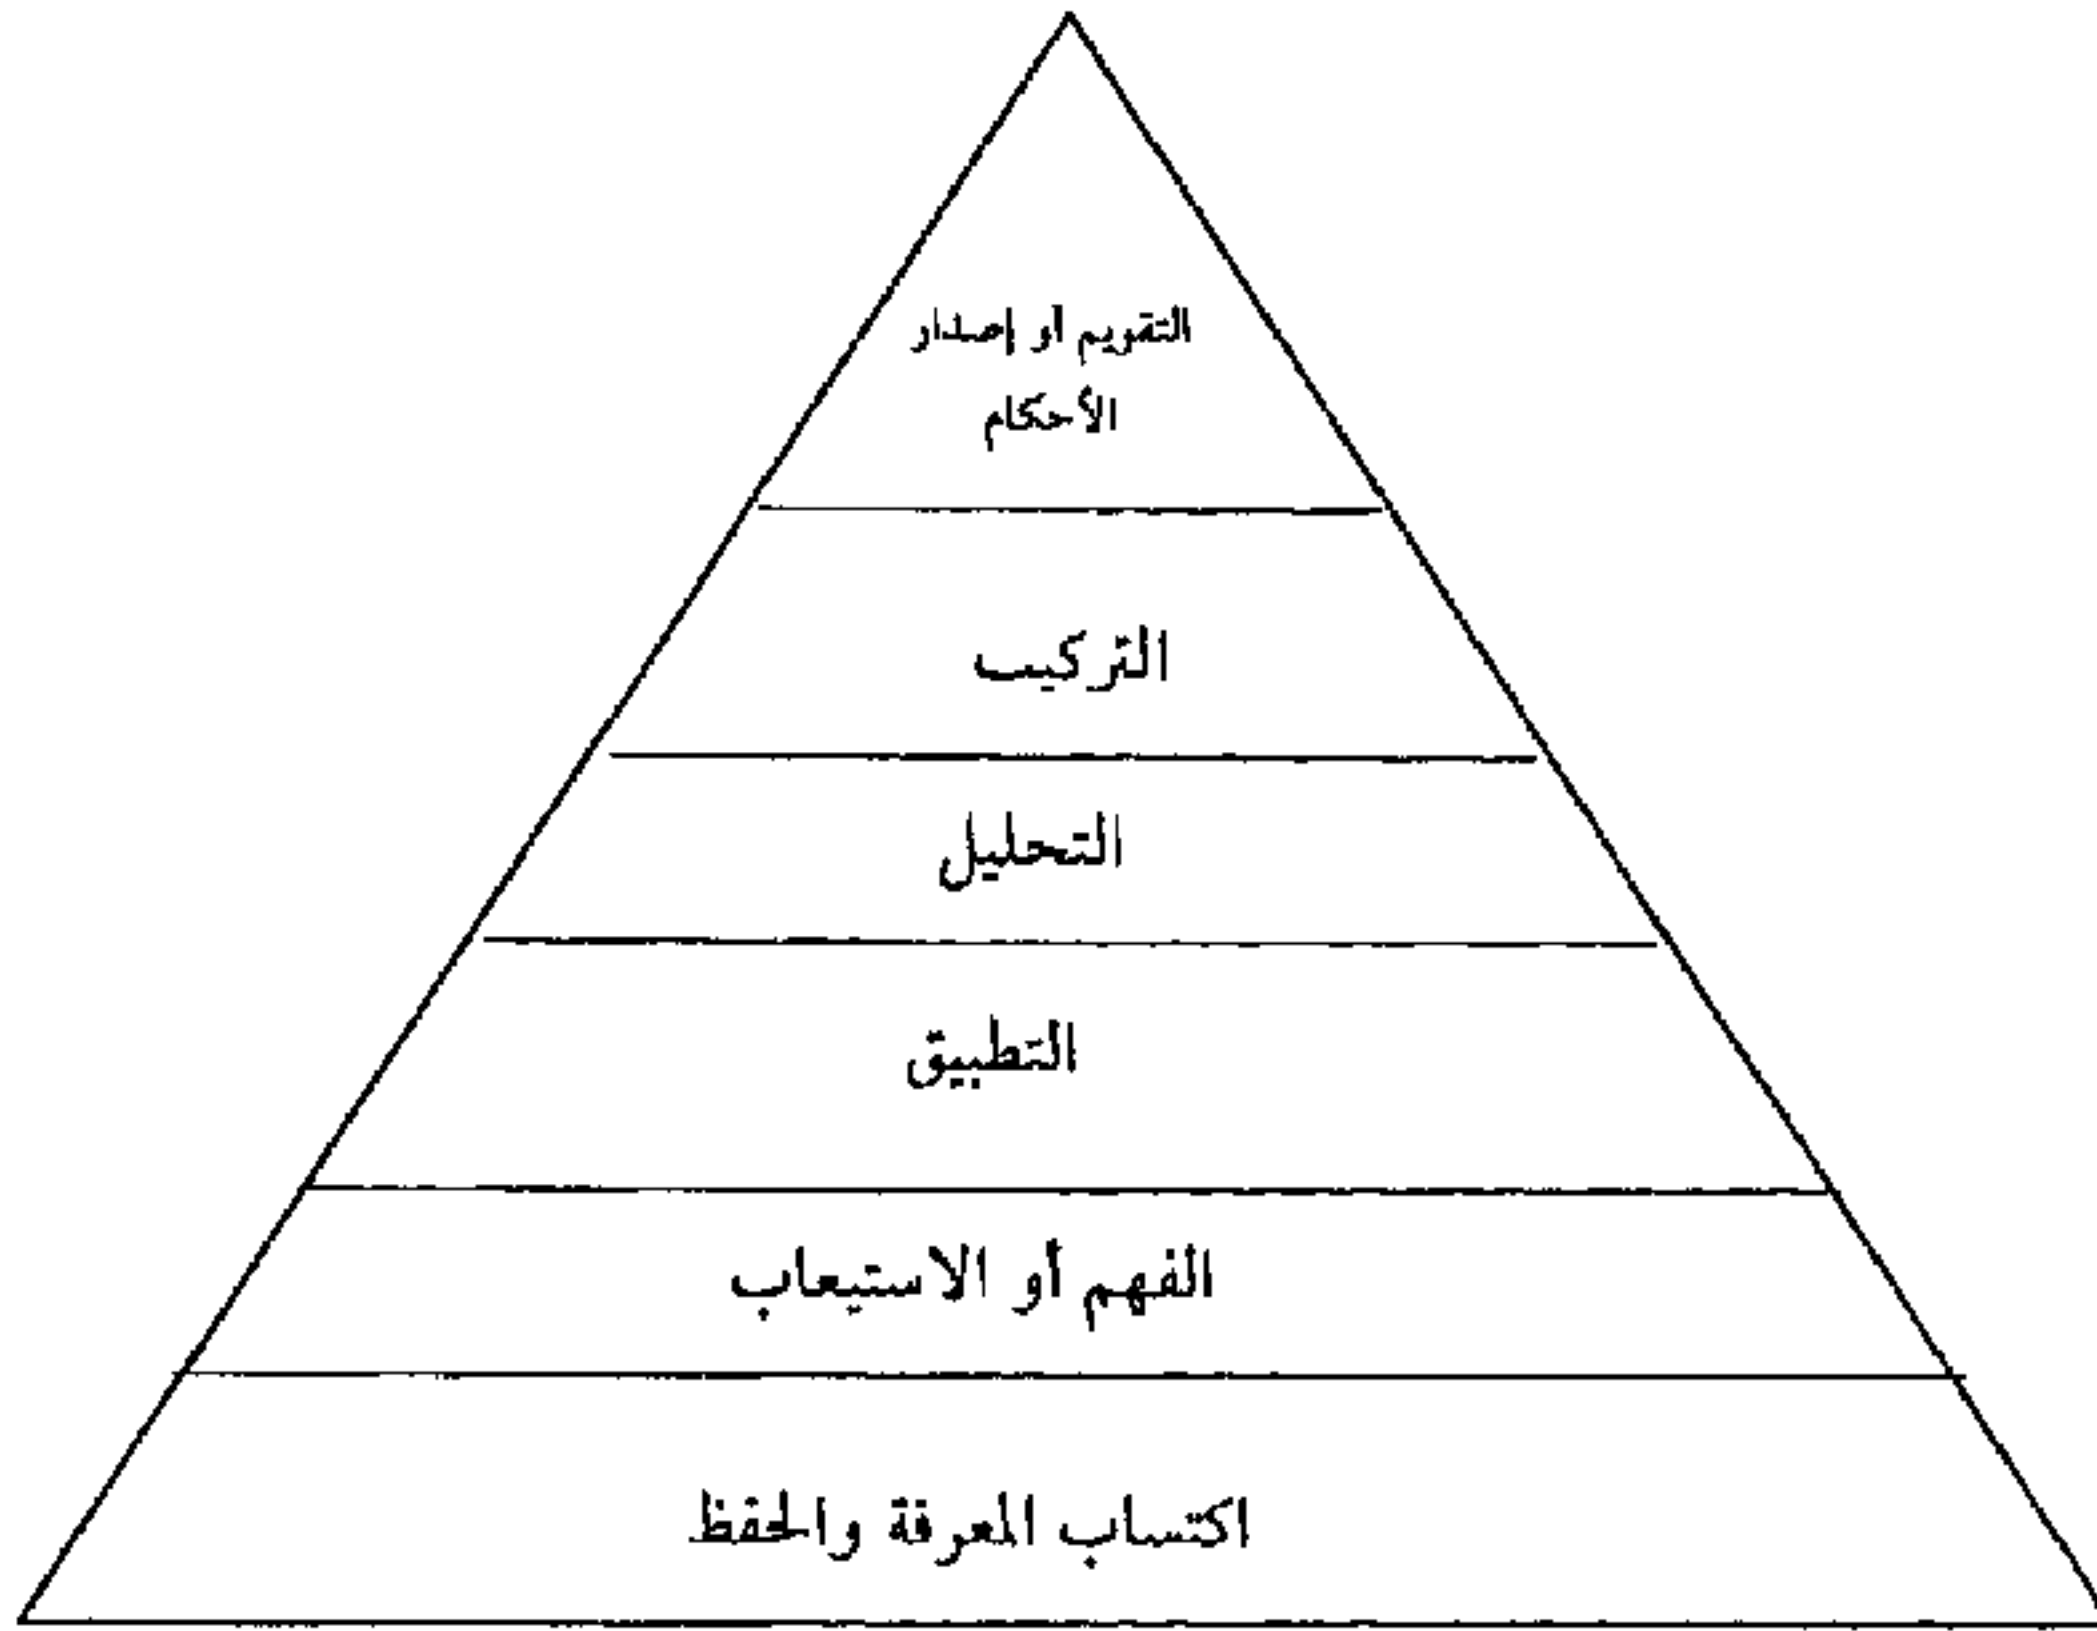 التقويم أو إصدار
الأحكام
التركيب
التحليل
التطبيق
الفهم أو الاستيعاب
اكتساب المعرفة والحفظ